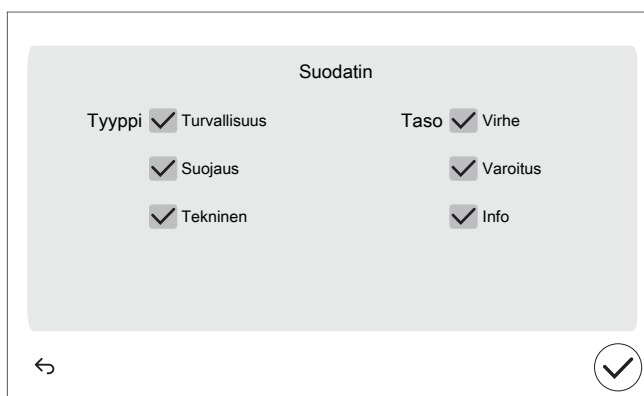 Suodatin
Tyyppi Turvallisuus Taso Virhe
Suojaus Varoitus
Tekninen Info